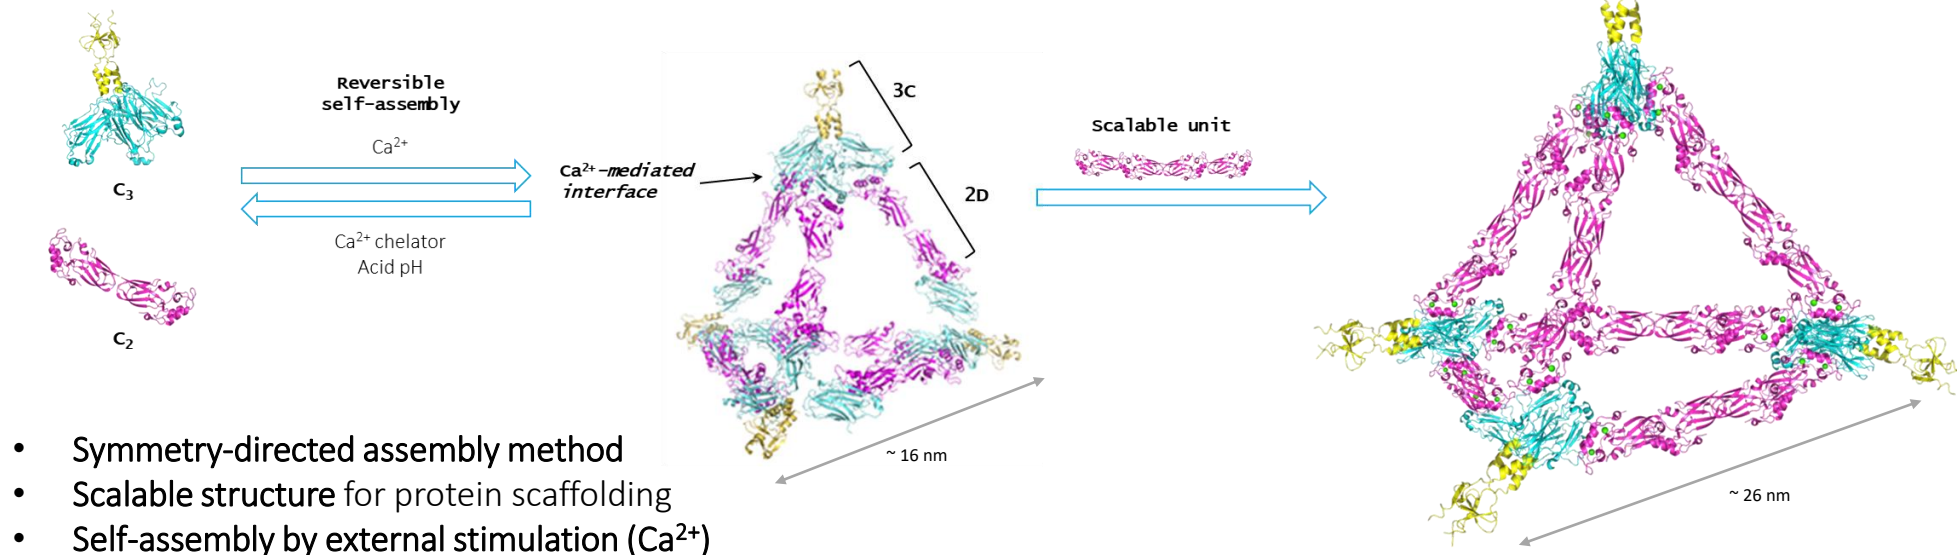 Reversible
self-assembly
Ca²⁺
C₃
Ca²⁺ chelator
Acid pH
C₂
Ca²⁺-mediated
interface
3C
2D
~ 16 nm
Scalable unit
~ 26 nm
• Symmetry-directed assembly method
• Scalable structure for protein scaffolding
• Self-assembly by external stimulation (Ca²⁺)